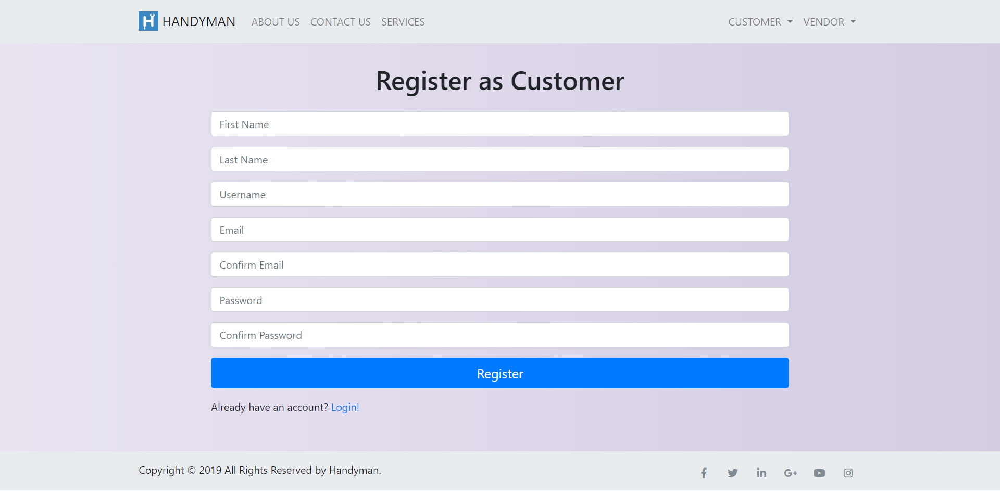 HANDYMAN ABOUT US CONTACT US SERVICES CUSTOMER VENDOR
Register as Customer
First Name
Last Name
Username
Email
Confirm Email
Password
Confirm Password
Register
Already have an account? Login!
Copyright © 2019 All Rights Reserved by Handyman.